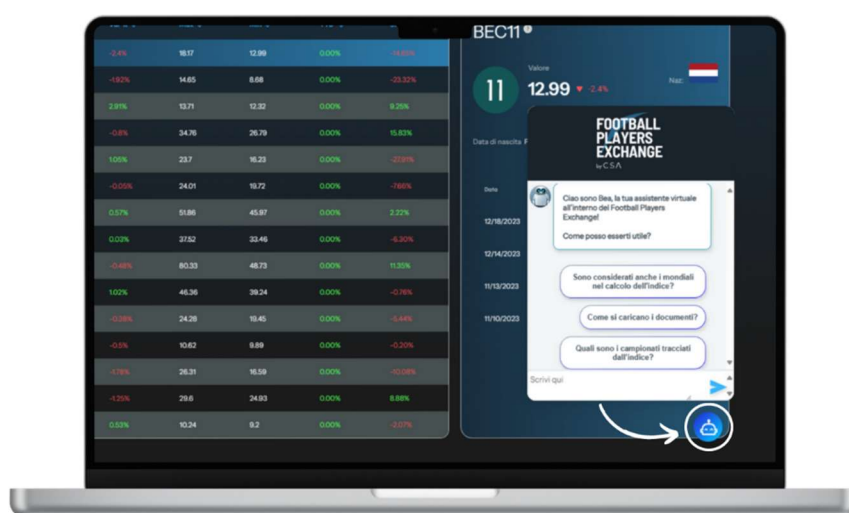 BEC11
-2.4% 18.17 12.99 0.00%
-1.92% 14.65 8.68 0.00% -23.32%
2.91% 13.71 12.32 0.00% 9.25%
-0.8% 34.76 26.79 0.00% 15.83%
1.05% 23.7 16.23 0.00% -27.91%
-0.05% 24.01 19.72 0.00% -7.66%
0.57% 51.86 45.97 0.00% 2.22%
0.03% 37.52 33.46 0.00% -6.30%
-0.48% 60.33 48.73 0.00% 11.35%
1.02% 46.36 39.24 0.00% -0.76%
24.28 19.45 0.00% -5.44%
-0.5% 10.62 9.89 0.00% -0.20%
-1.78% 26.31 16.59 0.00% -10.08%
-1.25% 29.6 24.93 0.00% 8.88%
0.53% 10.24 9.2 0.00% -2.07%
11
Valore
12.99 ▼ -2.4%
Naz:
Data di nascita
Data
12/18/2023
12/14/2023
11/13/2023
11/10/2023
FOOTBALL
PLAYERS
EXCHANGE
by CSA
Ciao sono Bea, la tua assistente virtuale
all'interno del Football Players
Exchange!
Come posso esserti utile?
Sono considerati anche i mondiali
nel calcolo dell'indice?
Come si caricano i documenti?
Quali sono i campionati tracciati
dall'indice?
Scrivi qui